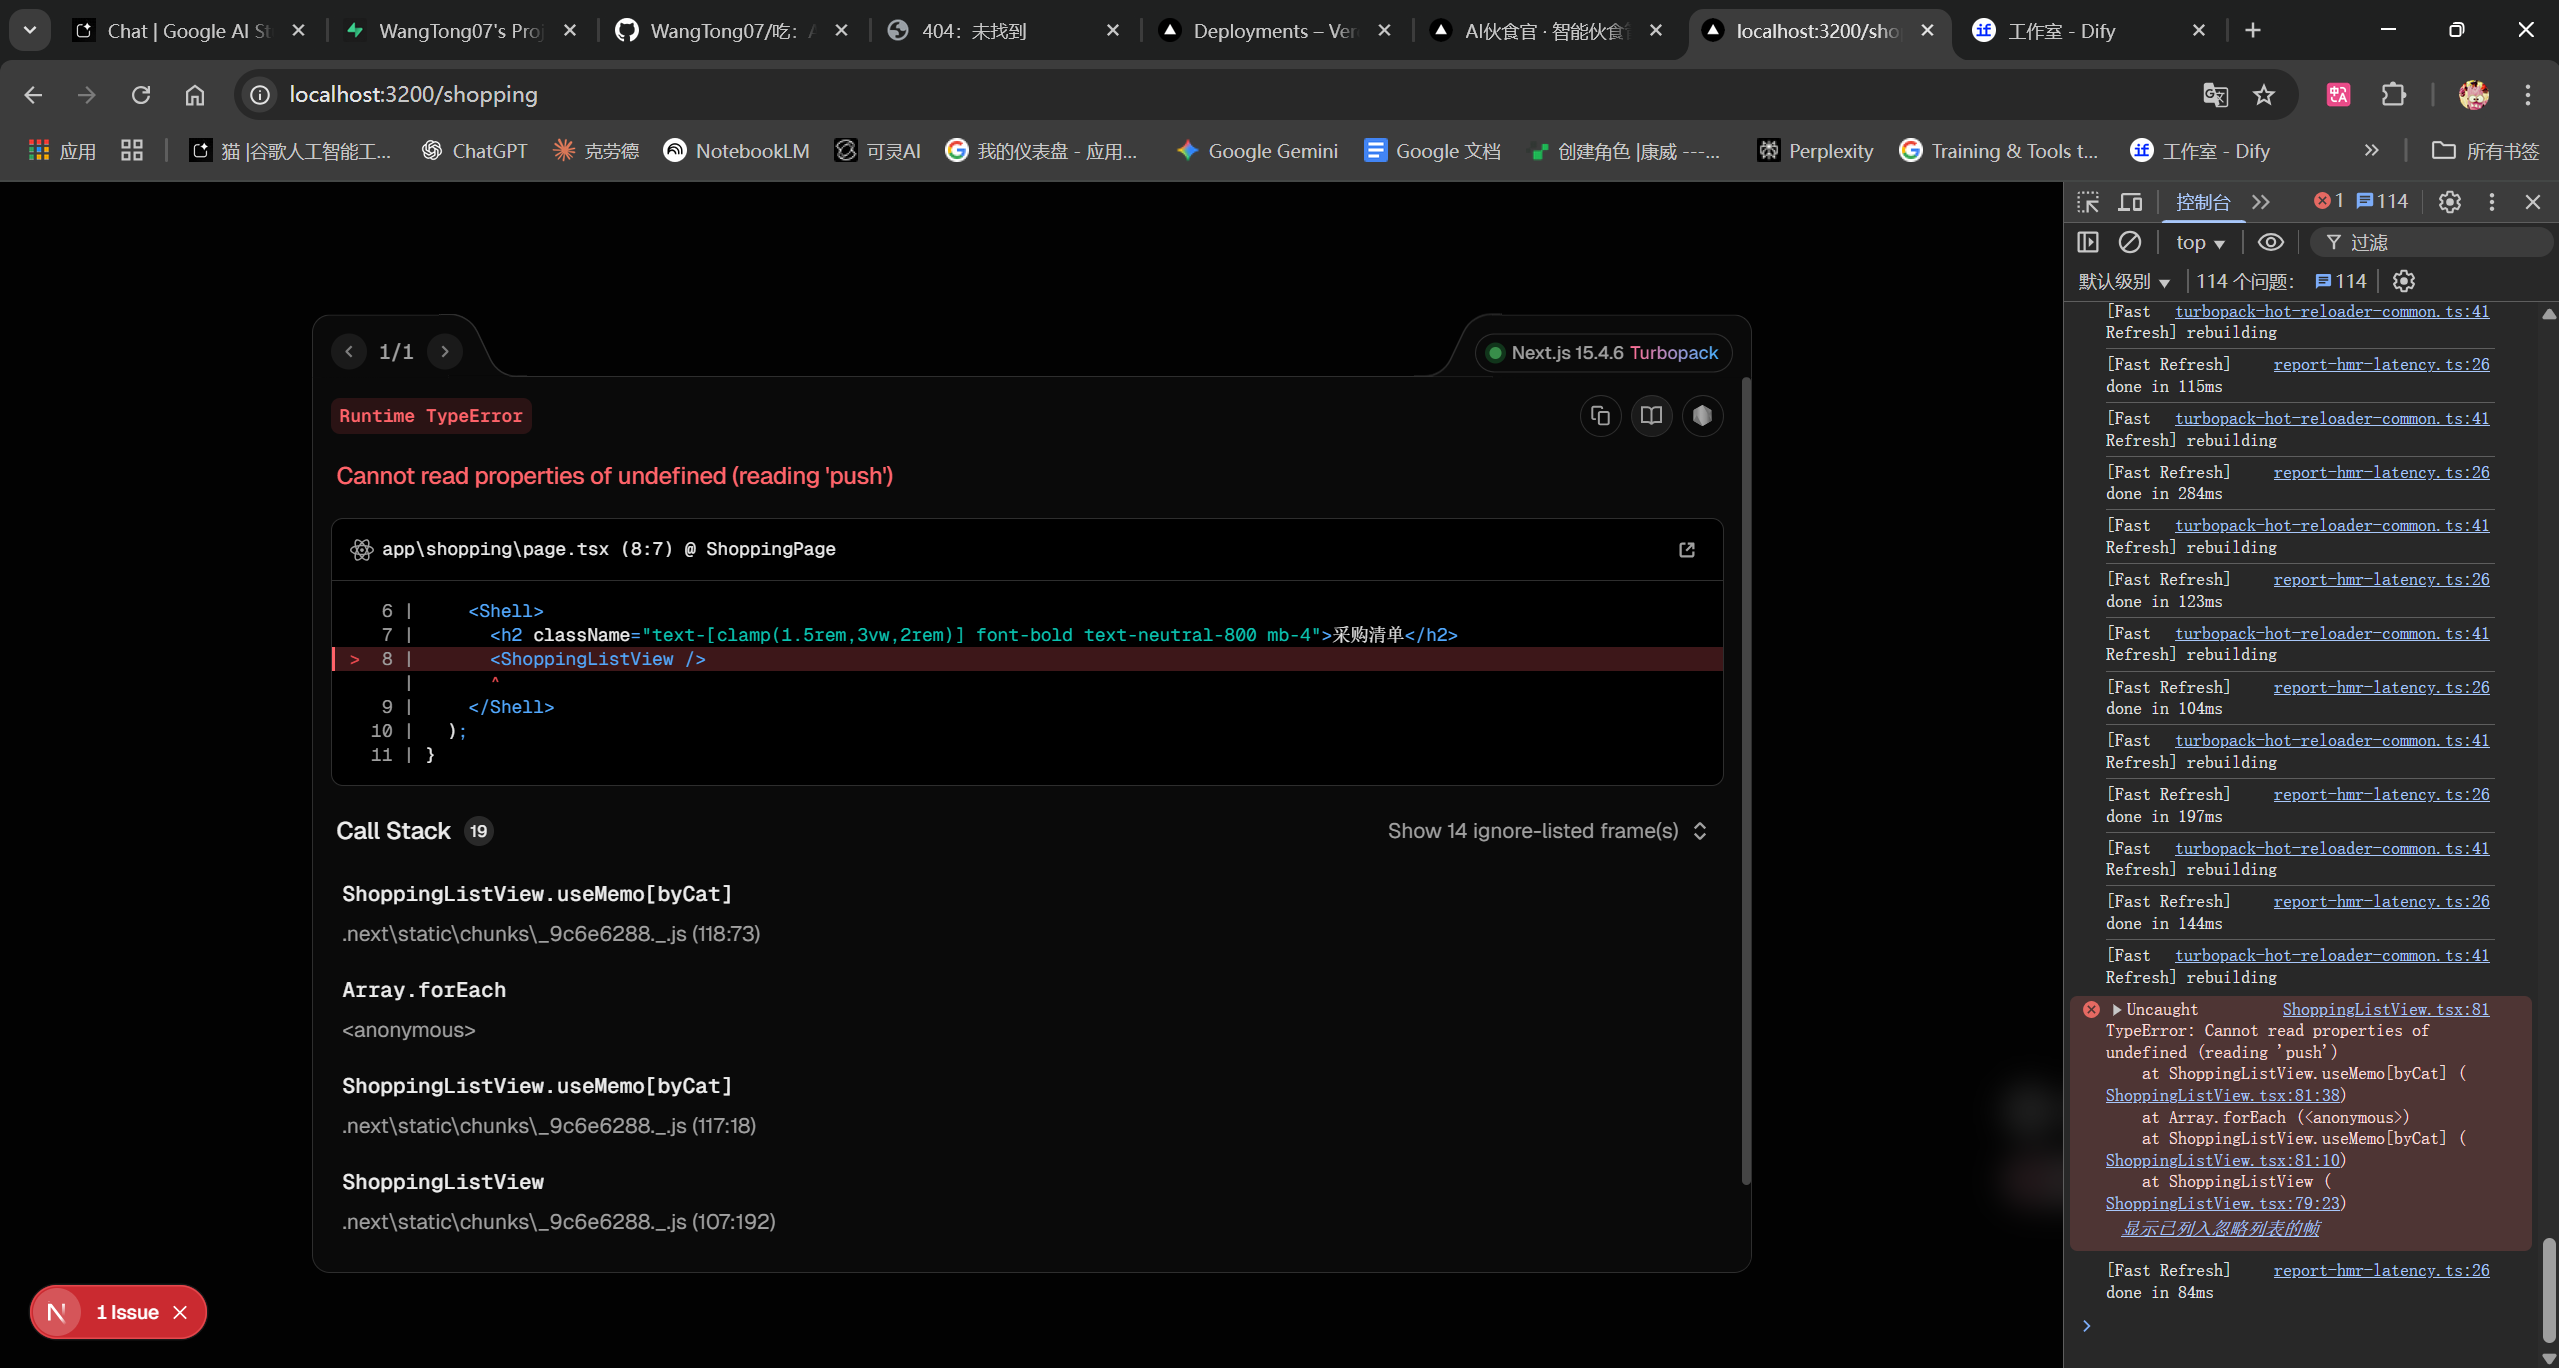 Chat | Google AI St
WangTong07's Proj
WangTong07/吃: A
404：未找到
Deployments – Ver
AI伙食官 · 智能伙食管
localhost:3200/sho
工作室 - Dify
localhost:3200/shopping
应用
猫 |谷歌人工智能工...
ChatGPT
克劳德
NotebookLM
可灵AI
我的仪表盘 - 应用...
Google Gemini
Google 文档
创建角色 |康威 ---...
Perplexity
Training & Tools t...
工作室 - Dify
所有书签
1/1
Next.js 15.4.6 Turbopack
Runtime TypeError
Cannot read properties of undefined (reading 'push')
app\shopping\page.tsx (8:7) @ ShoppingPage
6 | <Shell>
7 | <h2 className="text-[clamp(1.5rem,3vw,2rem)] font-bold text-neutral-800 mb-4">采购清单</h2>
> 8 | <ShoppingListView />
| ^
9 | </Shell>
10 | );
11 | }
Call Stack 19
Show 14 ignore-listed frame(s)
ShoppingListView.useMemo[byCat]
.next\static\chunks\_9c6e6288._.js (118:73)
Array.forEach
<anonymous>
ShoppingListView.useMemo[byCat]
.next\static\chunks\_9c6e6288._.js (117:18)
ShoppingListView
.next\static\chunks\_9c6e6288._.js (107:192)
N 1 Issue
控制台
1
114
top
过滤
默认级别
114 个问题：
114
[Fast turbopack-hot-reloader-common.ts:41
Refresh] rebuilding
[Fast Refresh] report-hmr-latency.ts:26
done in 115ms
[Fast turbopack-hot-reloader-common.ts:41
Refresh] rebuilding
[Fast Refresh] report-hmr-latency.ts:26
done in 284ms
[Fast turbopack-hot-reloader-common.ts:41
Refresh] rebuilding
[Fast Refresh] report-hmr-latency.ts:26
done in 123ms
[Fast turbopack-hot-reloader-common.ts:41
Refresh] rebuilding
[Fast Refresh] report-hmr-latency.ts:26
done in 104ms
[Fast turbopack-hot-reloader-common.ts:41
Refresh] rebuilding
[Fast Refresh] report-hmr-latency.ts:26
done in 197ms
[Fast turbopack-hot-reloader-common.ts:41
Refresh] rebuilding
[Fast Refresh] report-hmr-latency.ts:26
done in 144ms
[Fast turbopack-hot-reloader-common.ts:41
Refresh] rebuilding
Uncaught ShoppingListView.tsx:81
TypeError: Cannot read properties of
undefined (reading 'push')
at ShoppingListView.useMemo[byCat] (
ShoppingListView.tsx:81:38)
at Array.forEach (<anonymous>)
at ShoppingListView.useMemo[byCat] (
ShoppingListView.tsx:81:10)
at ShoppingListView (
ShoppingListView.tsx:79:23)
显示已列入忽略列表的帧
[Fast Refresh] report-hmr-latency.ts:26
done in 84ms